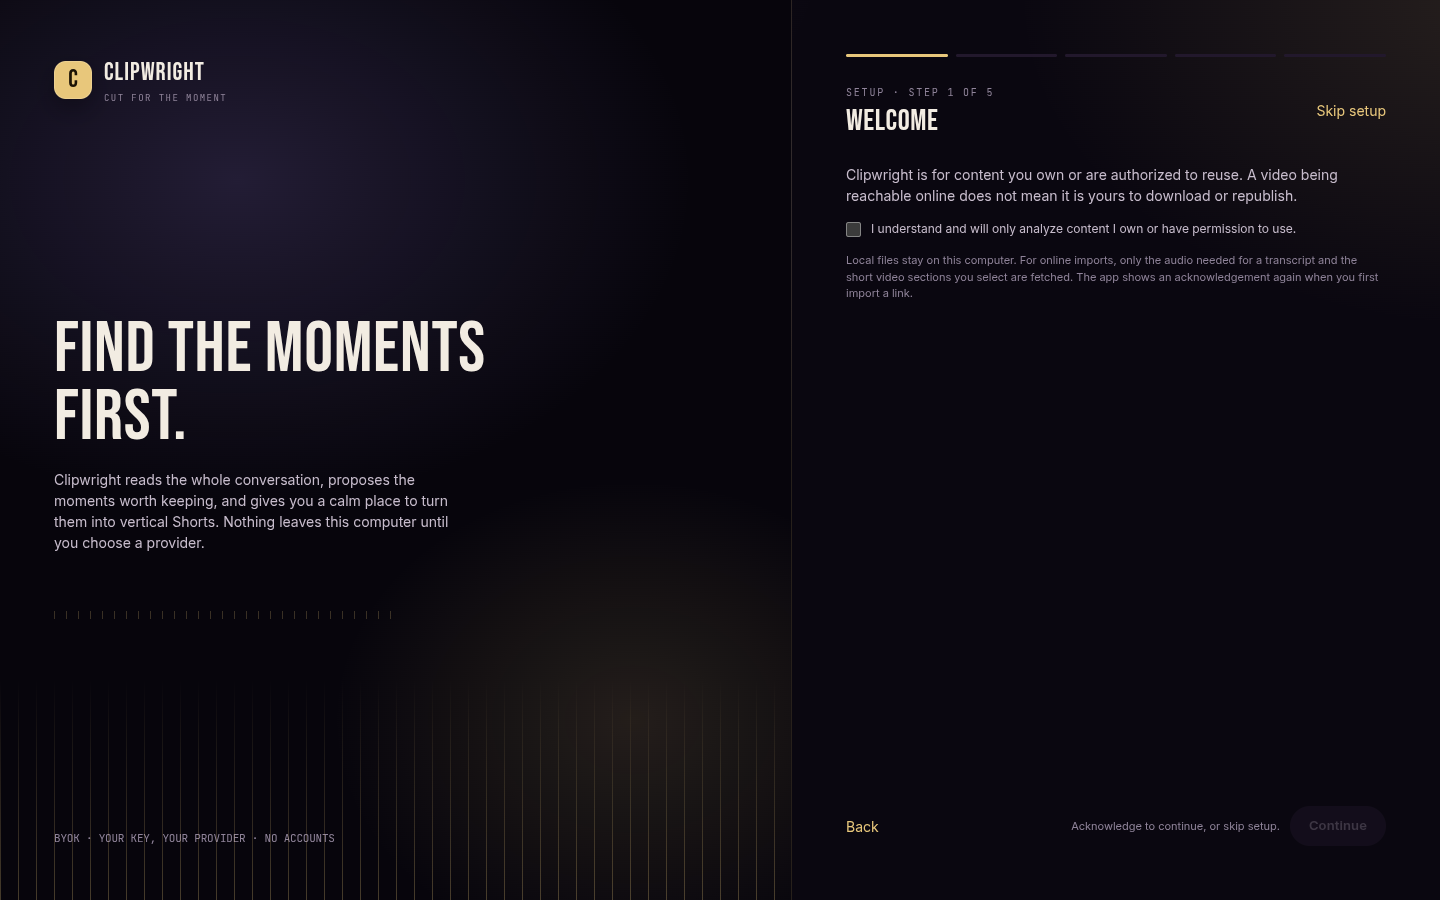 C
CLIPWRIGHT
CUT FOR THE MOMENT
FIND THE MOMENTS
FIRST.
Clipwright reads the whole conversation, proposes the
moments worth keeping, and gives you a calm place to turn
them into vertical Shorts. Nothing leaves this computer until
you choose a provider.
BYOK · YOUR KEY, YOUR PROVIDER · NO ACCOUNTS
SETUP · STEP 1 OF 5
WELCOME
Skip setup
Clipwright is for content you own or are authorized to reuse. A video being
reachable online does not mean it is yours to download or republish.
I understand and will only analyze content I own or have permission to use.
Local files stay on this computer. For online imports, only the audio needed for a transcript and the
short video sections you select are fetched. The app shows an acknowledgement again when you first
import a link.
Back
Acknowledge to continue, or skip setup.
Continue